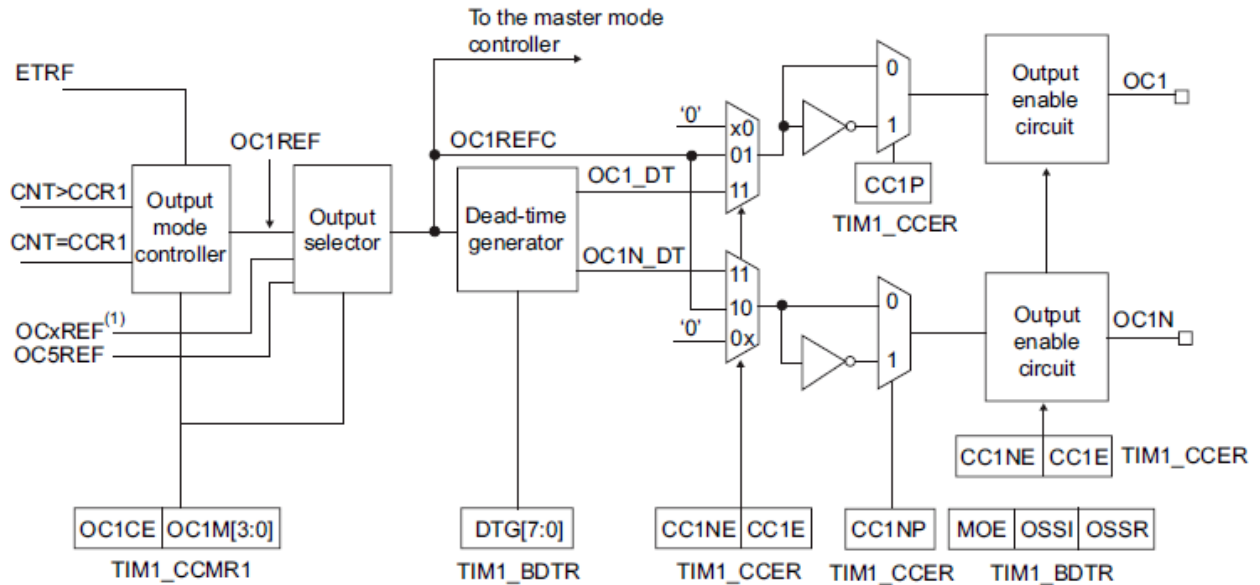 To the master mode
controller
ETRF
OC1REF
OC1REFC
CNT>CCR1
CNT=CCR1
Output
mode
controller
Output
selector
Dead-time
generator
OCxREF(1)
OC5REF
OC1_DT
OC1N_DT
'0'
x0
01
11
11
10
0x
'0'
0
1
CC1P
TIM1_CCER
Output
enable
circuit
OC1
0
1
Output
enable
circuit
OC1N
CC1NE CC1E TIM1_CCER
OC1CE OC1M[3:0]
TIM1_CCMR1
DTG[7:0]
TIM1_BDTR
CC1NE CC1E
TIM1_CCER
CC1NP
TIM1_CCER
MOE OSSI OSSR
TIM1_BDTR